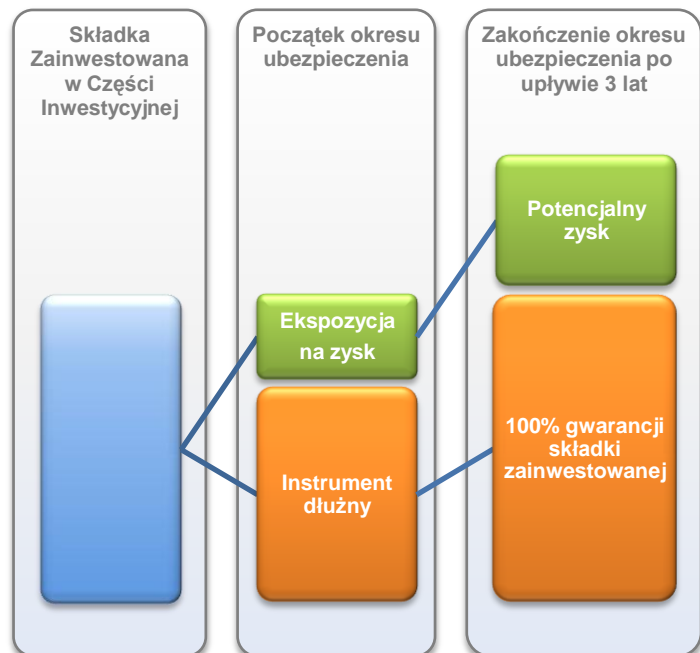 Składka
Zainwestowana
w Części
Inwestycyjnej
Początek okresu
ubezpieczenia
Zakończenie okresu
ubezpieczenia po
upływie 3 lat
Ekspozycja
na zysk
Instrument
dłużny
Potencjalny
zysk
100% gwarancji
składki
zainwestowanej